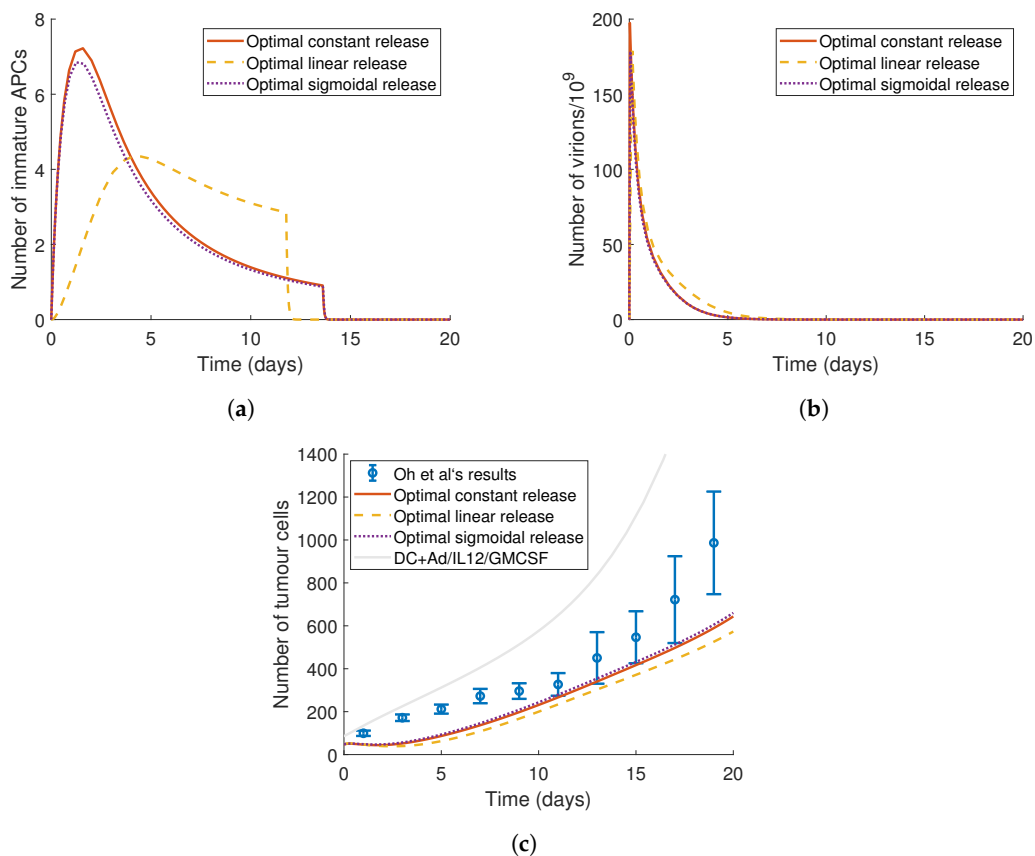 Number of immature APCs
8
6
4
2
0
0 5 10 15 20
Time (days)
Optimal constant release
Optimal linear release
Optimal sigmoidal release
(a)
Number of virions/10^9
200
150
100
50
0
0 5 10 15 20
Time (days)
Optimal constant release
Optimal linear release
Optimal sigmoidal release
(b)
Number of tumour cells
1400
1200
1000
800
600
400
200
0
0 5 10 15 20
Time (days)
Oh et al's results
Optimal constant release
Optimal linear release
Optimal sigmoidal release
DC+Ad/IL12/GMCSF
(c)